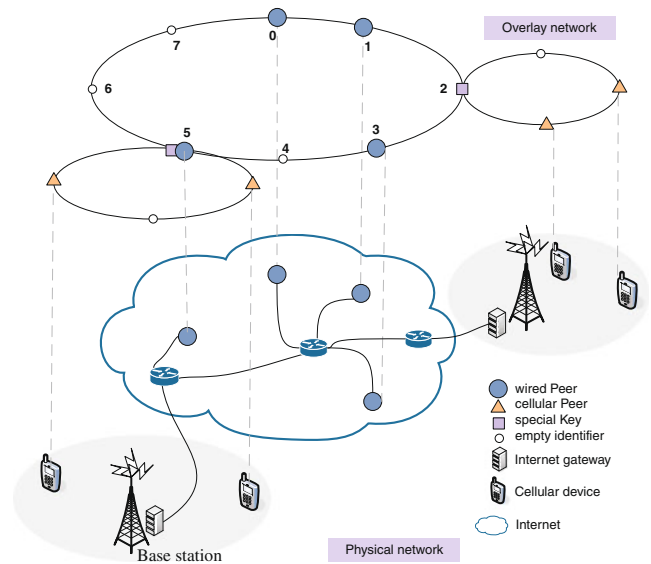 Overlay network
0
1
2
3
4
5
6
7
wired Peer
cellular Peer
special Key
empty identifier
Internet gateway
Cellular device
Internet
Base station
Physical network